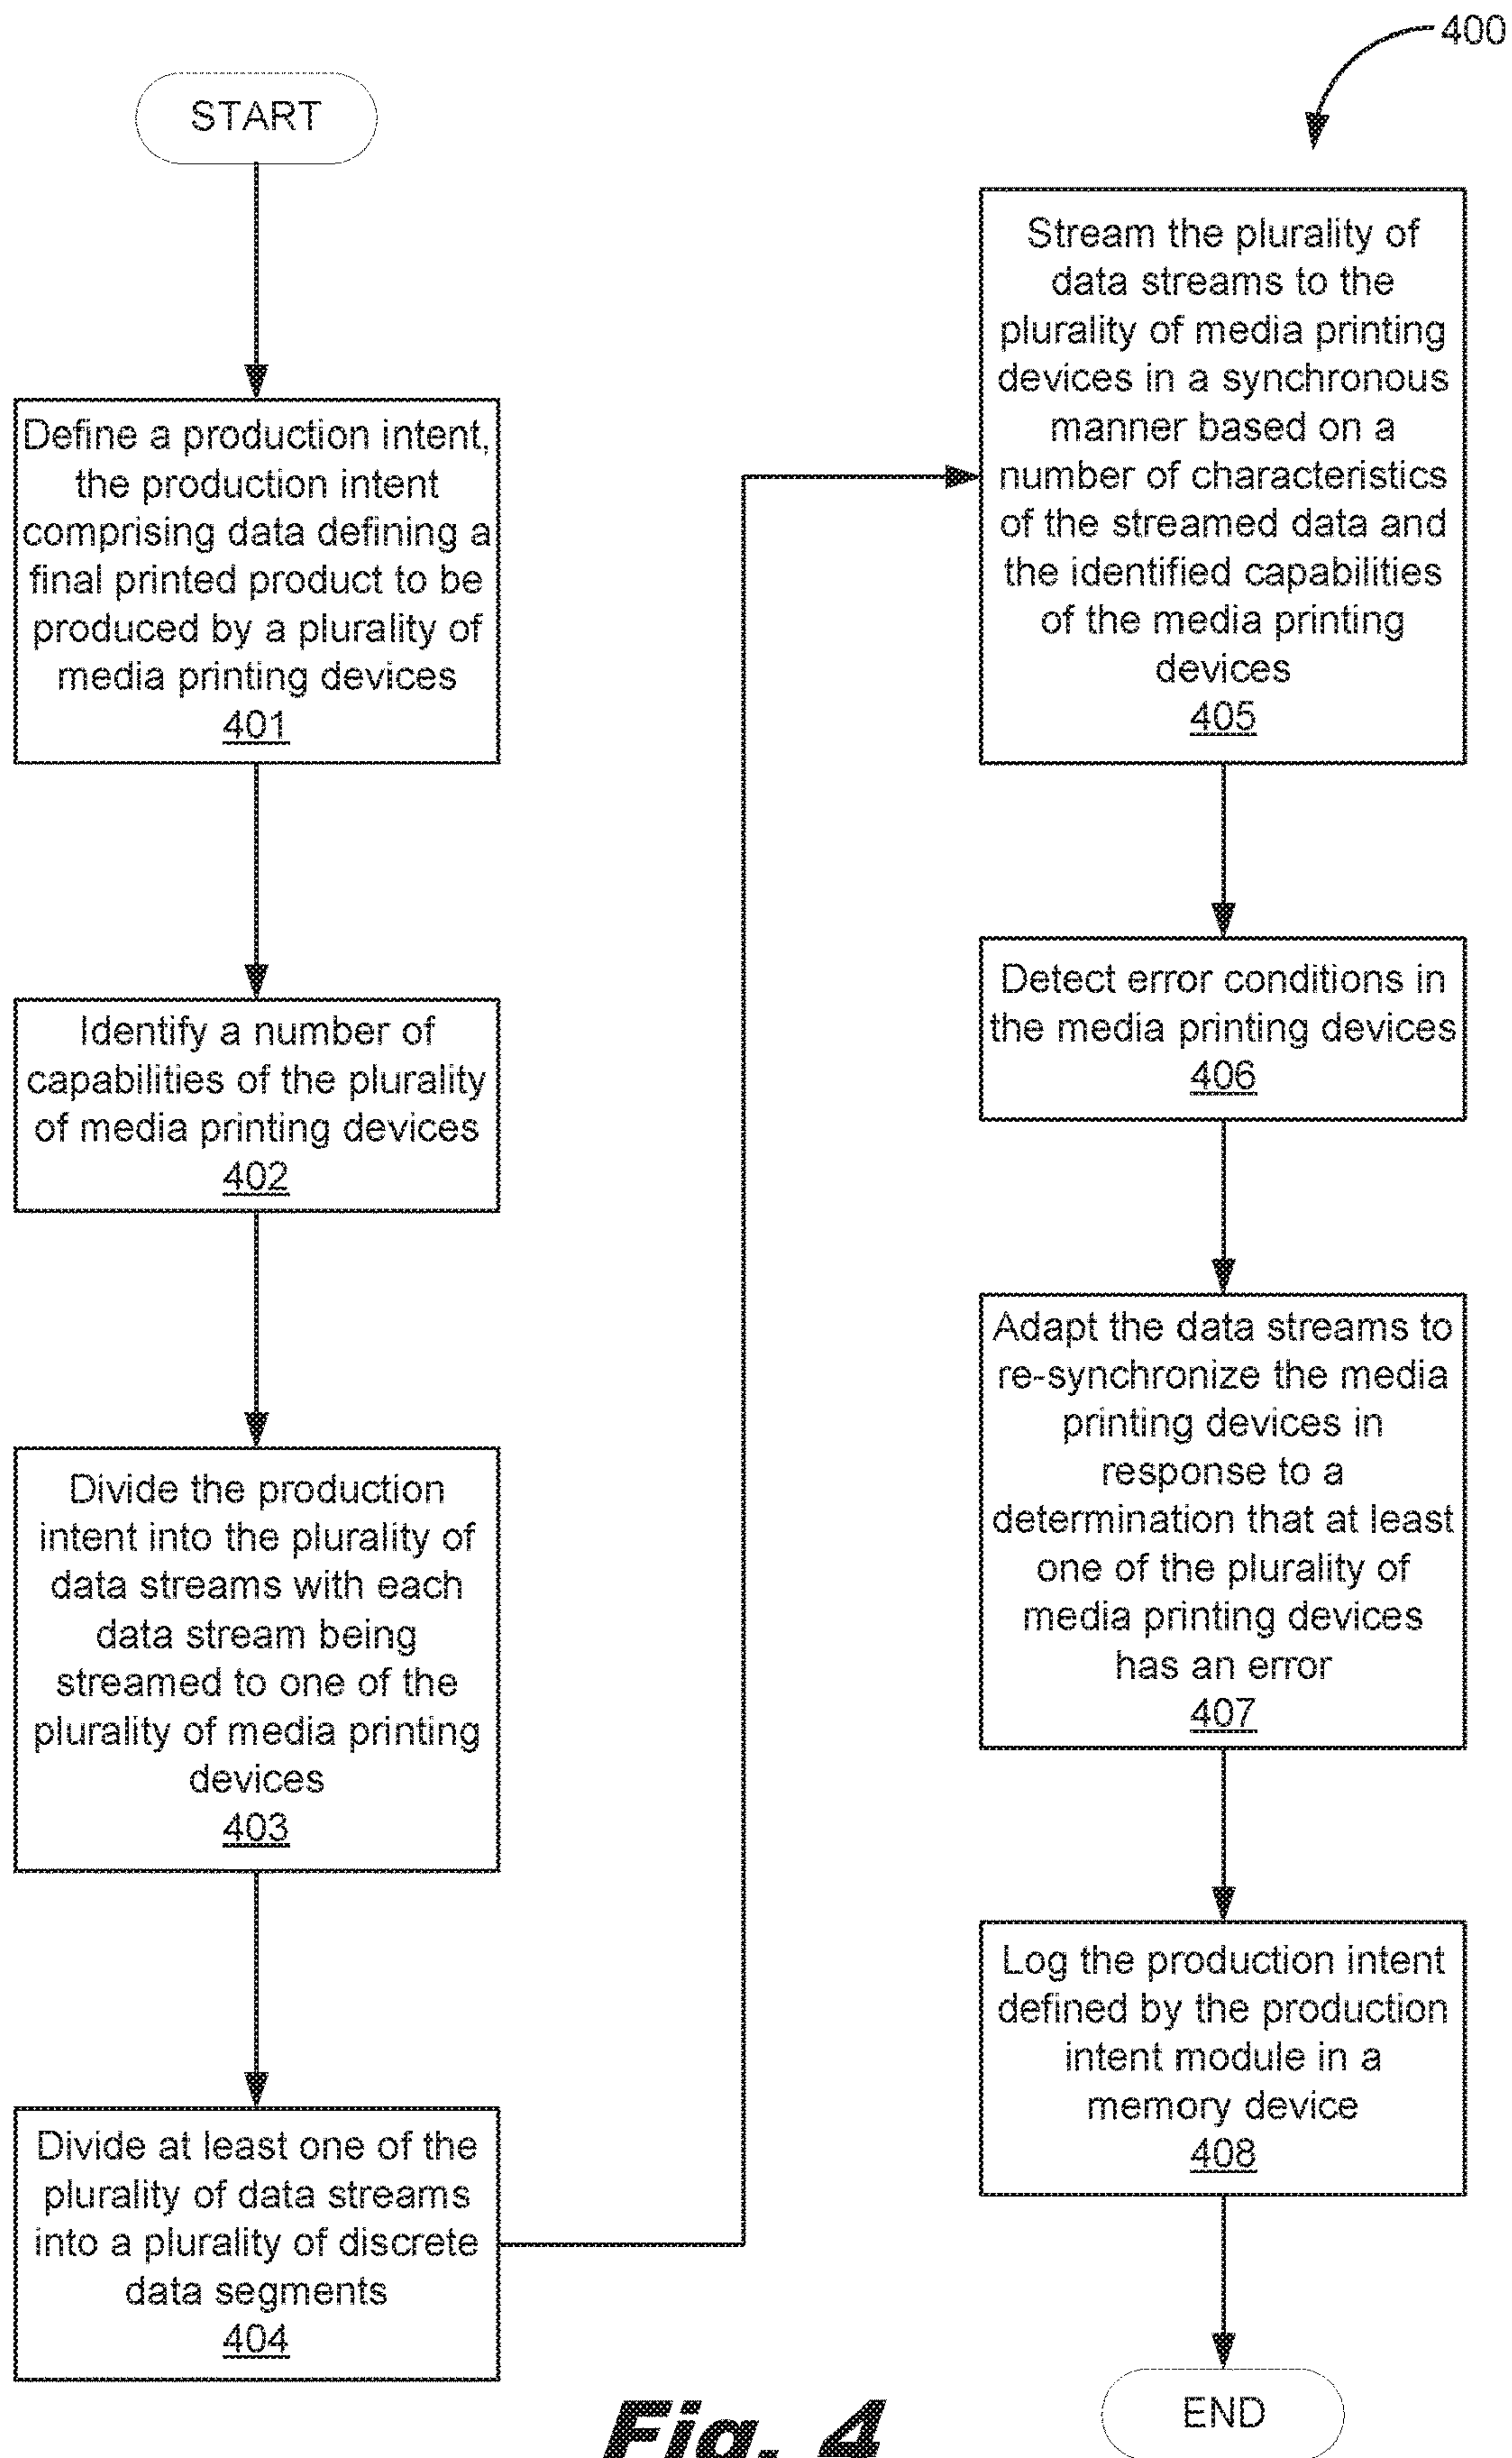 START
Define a production intent,
the production intent
comprising data defining a
final printed product to be
produced by a plurality of
media printing devices
401
Identify a number of
capabilities of the plurality
of media printing devices
402
Divide the production
intent into the plurality of
data streams with each
data stream being
streamed to one of the
plurality of media printing
devices
403
Divide at least one of the
plurality of data streams
into a plurality of discrete
data segments
404
400
Stream the plurality of
data streams to the
plurality of media printing
devices in a synchronous
manner based on a
number of characteristics
of the streamed data and
the identified capabilities
of the media printing
devices
405
Detect error conditions in
the media printing devices
406
Adapt the data streams to
re-synchronize the media
printing devices in
response to a
determination that at least
one of the plurality of
media printing devices
has an error
407
Log the production intent
defined by the production
intent module in a
memory device
408
END
Fig. 4